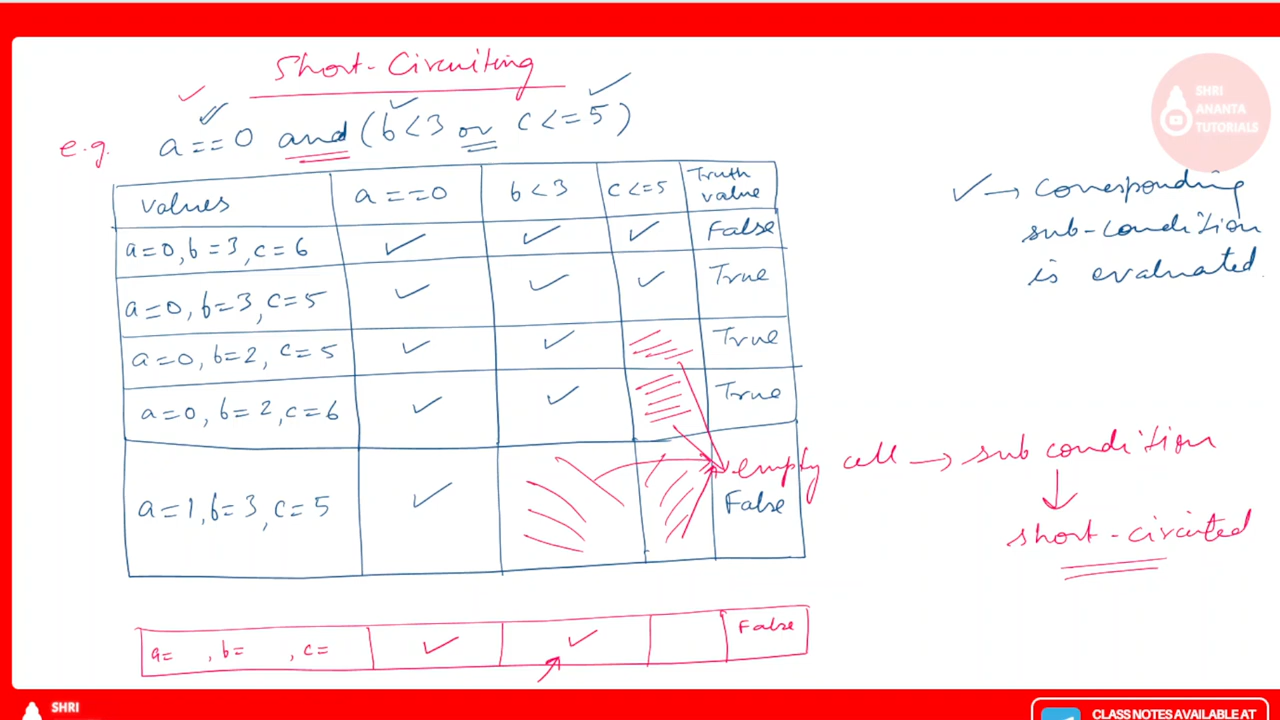 Short-Circuiting
e.g. a==0 and (b<3 or c<=5)
SHRI
ANANTA
TUTORIALS
values a==0 b<3 c<=5 Truth value
a=0, b=3, c=6 ✓ ✓ ✓ False
a=0, b=3, c=5 ✓ ✓ ✓ True
a=0, b=2, c=5 ✓ ✓ True
a=0, b=2, c=6 ✓ ✓ True
a=1, b=3, c=5 ✓ False
✓ → corresponding
sub-condition
is evaluated.
empty cell → sub condition
↓
short-circuited
a= , b= , c= ✓ ✓ False
SHRI
CLASS NOTES AVAILABLE AT